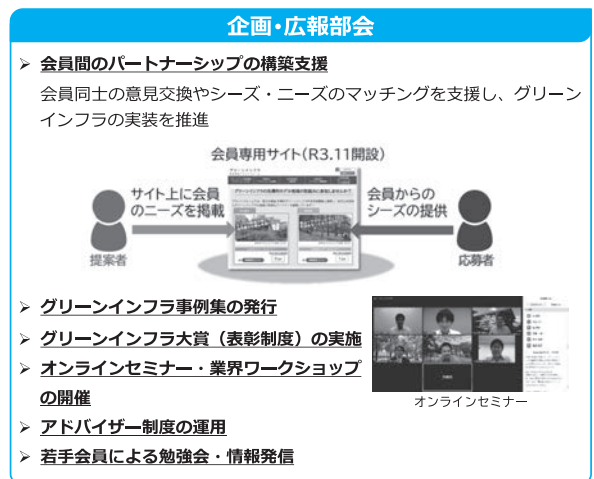 企画・広報部会
➢ 会員間のパートナーシップの構築支援
会員同士の意見交換やシーズ・ニーズのマッチングを支援し、グリーン
インフラの実装を推進
会員専用サイト（R3.11開設）
グリーンインフラ
サイト上に会員
のニーズを掲載
会員からの
シーズの提供
提案者
応募者
➢ グリーンインフラ事例集の発行
➢ グリーンインフラ大賞（表彰制度）の実施
➢ オンラインセミナー・業界ワークショップ
の開催
➢ アドバイザー制度の運用
➢ 若手会員による勉強会・情報発信
オンラインセミナー